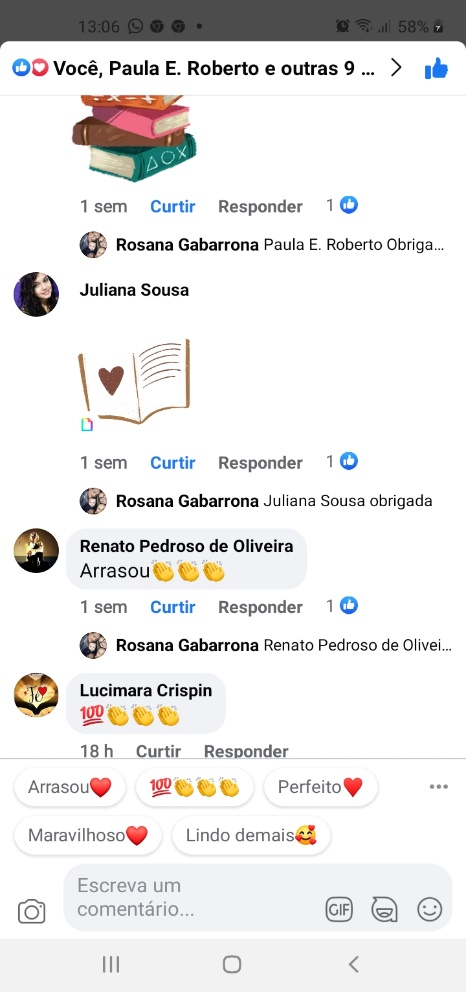 13:06 58%
Você, Paula E. Roberto e outras 9 ...
1 sem Curtir Responder 1
Rosana Gabarrona Paula E. Roberto Obriga...
Juliana Sousa
1 sem Curtir Responder 1
Rosana Gabarrona Juliana Sousa obrigada
Renato Pedroso de Oliveira
Arrasou👏👏👏
1 sem Curtir Responder 1
Rosana Gabarrona Renato Pedroso de Olivei...
Lucimara Crispin
💯👏👏👏
18 h Curtir Responder
Arrasou❤️ 💯👏👏👏 Perfeito❤️
Maravilhoso❤️ Lindo demais🥰
Escreva um
comentário... GIF